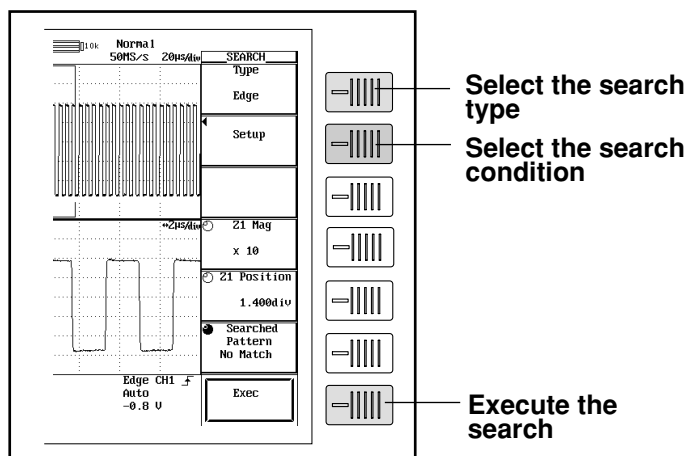 10k Normal
50MS/s 20µs/div
SEARCH
Type
Edge
Setup
↔2µs/div
Z1 Mag
x 10
Z1 Position
1.400div
Searched
Pattern
No Match
Exec
Edge CH1
Auto
-0.8 V
Select the search
type
Select the search
condition
Execute the
search